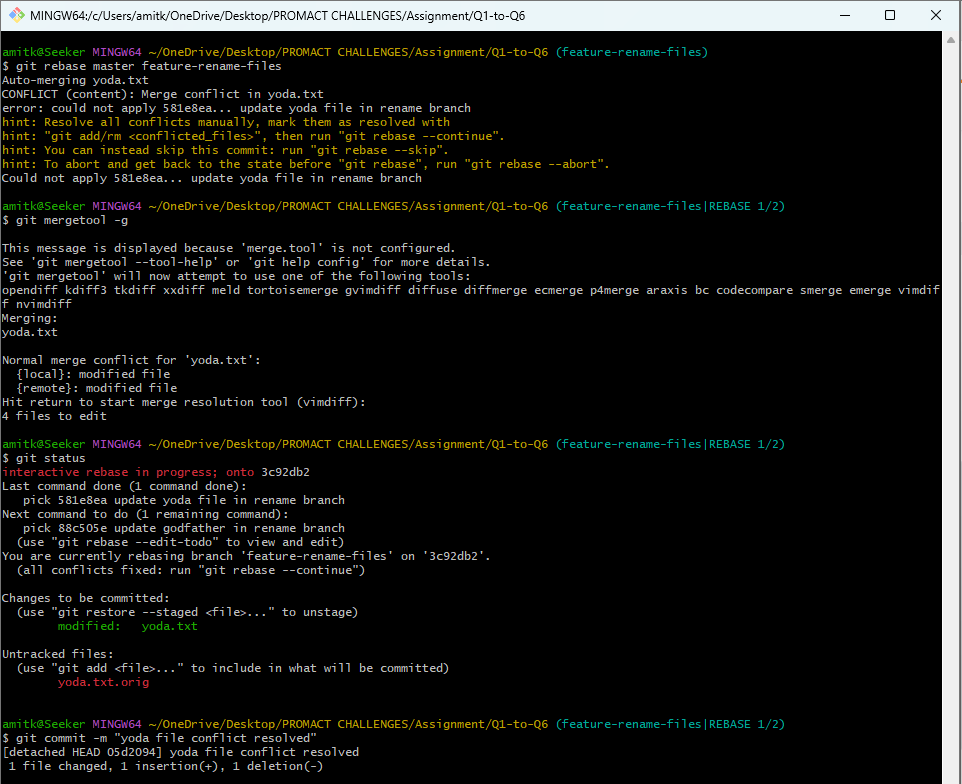 MINGW64:/c/Users/amitk/OneDrive/Desktop/PROMACT CHALLENGES/Assignment/Q1-to-Q6
amitk@Seeker MINGW64 ~/OneDrive/Desktop/PROMACT CHALLENGES/Assignment/Q1-to-Q6 (feature-rename-files)
$ git rebase master feature-rename-files
Auto-merging yoda.txt
CONFLICT (content): Merge conflict in yoda.txt
error: could not apply 581e8ea... update yoda file in rename branch
hint: Resolve all conflicts manually, mark them as resolved with
hint: "git add/rm <conflicted_files>", then run "git rebase --continue".
hint: You can instead skip this commit: run "git rebase --skip".
hint: To abort and get back to the state before "git rebase", run "git rebase --abort".
Could not apply 581e8ea... update yoda file in rename branch
amitk@Seeker MINGW64 ~/OneDrive/Desktop/PROMACT CHALLENGES/Assignment/Q1-to-Q6 (feature-rename-files|REBASE 1/2)
$ git mergetool -g
This message is displayed because 'merge.tool' is not configured.
See 'git mergetool --tool-help' or 'git help config' for more details.
'git mergetool' will now attempt to use one of the following tools:
opendiff kdiff3 tkdiff xxdiff meld tortoisemerge gvimdiff diffuse diffmerge ecmerge p4merge araxis bc codecompare smerge emerge vimdif
f nvimdiff
Merging:
yoda.txt
Normal merge conflict for 'yoda.txt':
  {local}: modified file
  {remote}: modified file
Hit return to start merge resolution tool (vimdiff):
4 files to edit
amitk@Seeker MINGW64 ~/OneDrive/Desktop/PROMACT CHALLENGES/Assignment/Q1-to-Q6 (feature-rename-files|REBASE 1/2)
$ git status
interactive rebase in progress; onto 3c92db2
Last command done (1 command done):
   pick 581e8ea update yoda file in rename branch
Next command to do (1 remaining command):
   pick 88c505e update godfather in rename branch
  (use "git rebase --edit-todo" to view and edit)
You are currently rebasing branch 'feature-rename-files' on '3c92db2'.
  (all conflicts fixed: run "git rebase --continue")
Changes to be committed:
  (use "git restore --staged <file>..." to unstage)
        modified:   yoda.txt
Untracked files:
  (use "git add <file>..." to include in what will be committed)
        yoda.txt.orig
amitk@Seeker MINGW64 ~/OneDrive/Desktop/PROMACT CHALLENGES/Assignment/Q1-to-Q6 (feature-rename-files|REBASE 1/2)
$ git commit -m "yoda file conflict resolved"
[detached HEAD 05d2094] yoda file conflict resolved
 1 file changed, 1 insertion(+), 1 deletion(-)